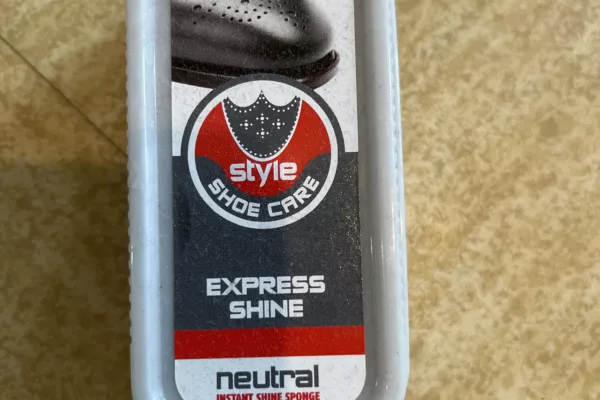 style
SHOE CARE
EXPRESS
SHINE
neutral
INSTANT SHINE SPONGE